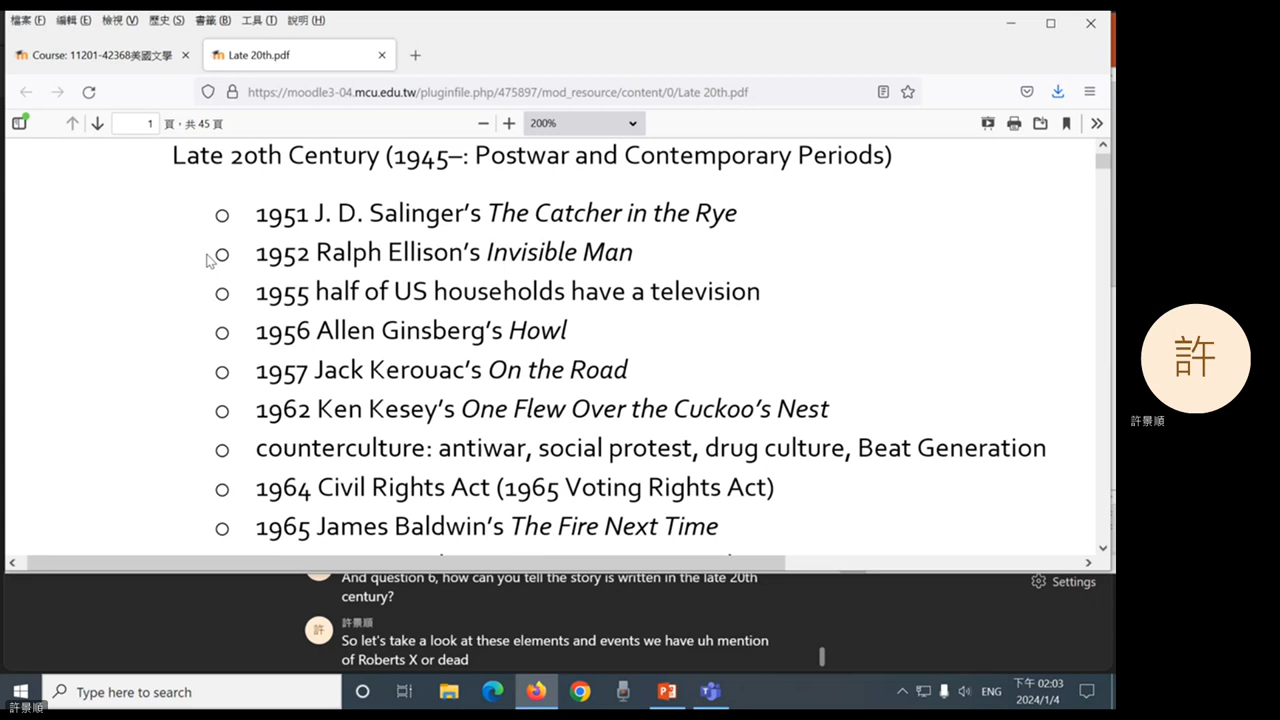 檔案(F) 編輯(E) 檢視(V) 歷史(S) 書籤(B) 工具(T) 說明(H)
Course: 11201-42368美國文學
Late 20th.pdf
https://moodle3-04.mcu.edu.tw/pluginfile.php/475897/mod_resource/content/0/Late 20th.pdf
1 頁，共 45 頁
200%
Late 20th Century (1945–: Postwar and Contemporary Periods)
1951 J. D. Salinger’s The Catcher in the Rye
1952 Ralph Ellison’s Invisible Man
1955 half of US households have a television
1956 Allen Ginsberg’s Howl
1957 Jack Kerouac’s On the Road
1962 Ken Kesey’s One Flew Over the Cuckoo’s Nest
counterculture: antiwar, social protest, drug culture, Beat Generation
1964 Civil Rights Act (1965 Voting Rights Act)
1965 James Baldwin’s The Fire Next Time
許
許景順
And question 6, how can you tell the story is written in the late 20th
century?
Settings
許
許景順
So let's take a look at these elements and events we have uh mention
of Roberts X or dead
Type here to search
ENG
下午 02:03
2024/1/4
許景順